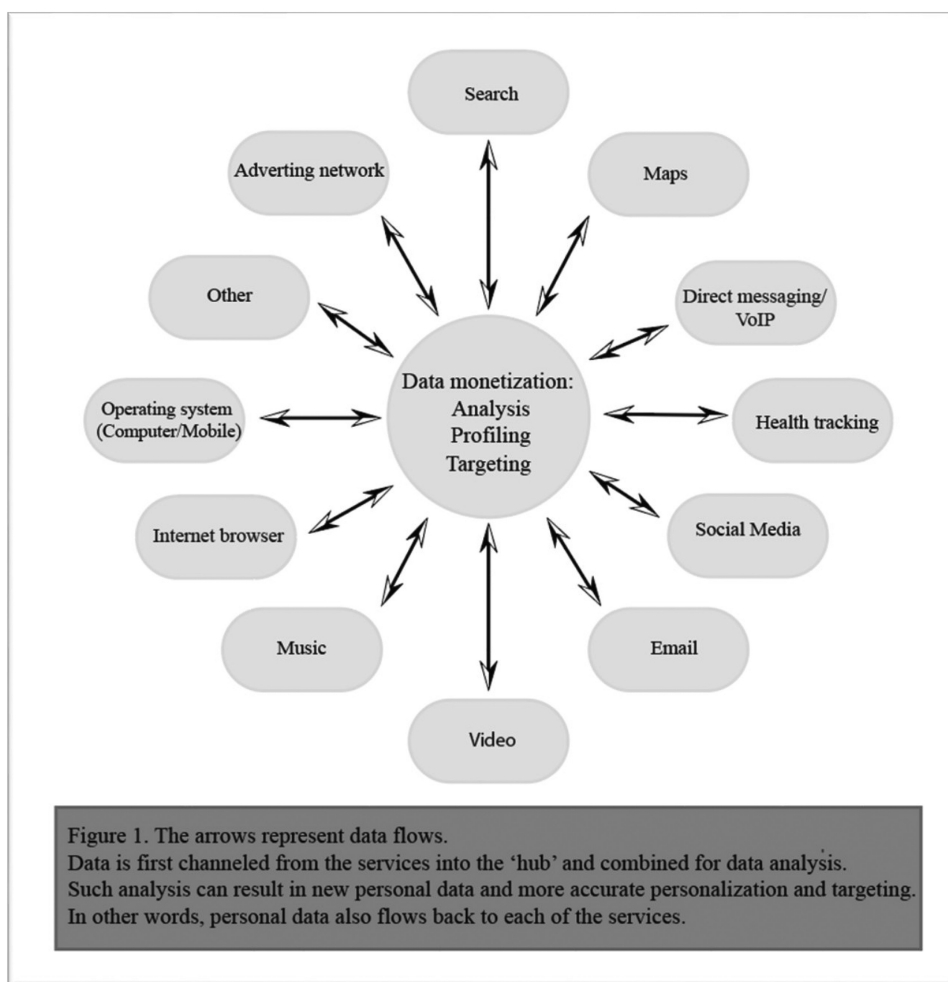 Search
Adverting network
Maps
Other
Direct messaging/
VoIP
Data monetization:
Analysis
Profiling
Targeting
Operating system
(Computer/Mobile)
Health tracking
Internet browser
Social Media
Music
Email
Video
Figure 1. The arrows represent data flows.
Data is first channeled from the services into the ‘hub’ and combined for data analysis.
Such analysis can result in new personal data and more accurate personalization and targeting.
In other words, personal data also flows back to each of the services.